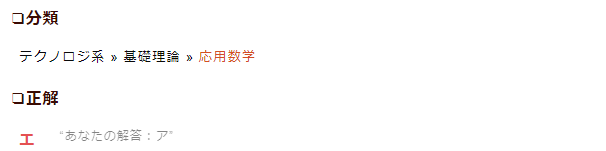 ❏分類
テクノロジ系 » 基礎理論 » 応用数学
❏正解
エ “あなたの解答：ア”